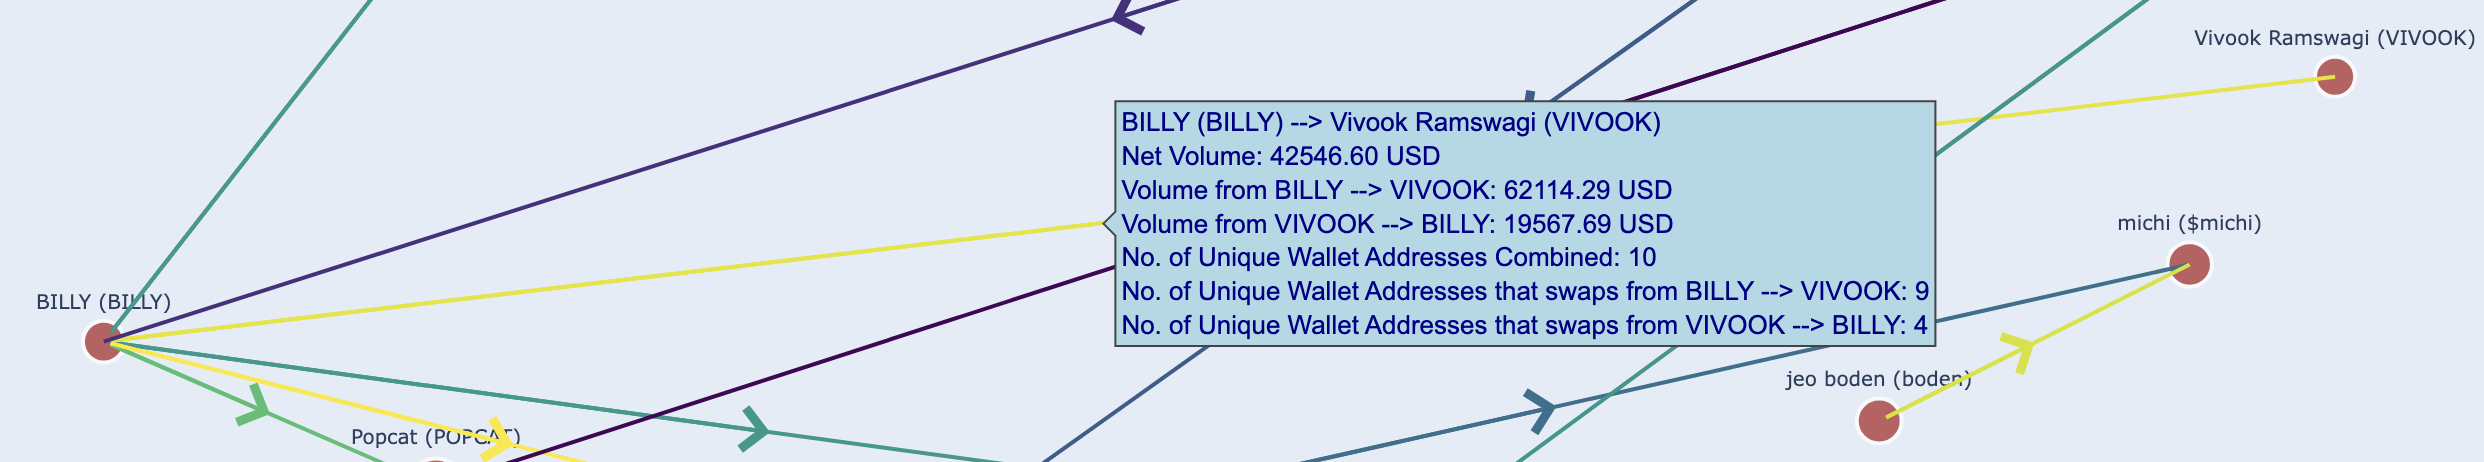 Vivook Ramswagi (VIVOOK)
BILLY (BILLY) --> Vivook Ramswagi (VIVOOK)
Net Volume: 42546.60 USD
Volume from BILLY --> VIVOOK: 62114.29 USD
Volume from VIVOOK --> BILLY: 19567.69 USD
No. of Unique Wallet Addresses Combined: 10
No. of Unique Wallet Addresses that swaps from BILLY --> VIVOOK: 9
No. of Unique Wallet Addresses that swaps from VIVOOK --> BILLY: 4
michi ($michi)
BILLY (BILLY)
jeo boden (boden)
Popcat (POPCAT)